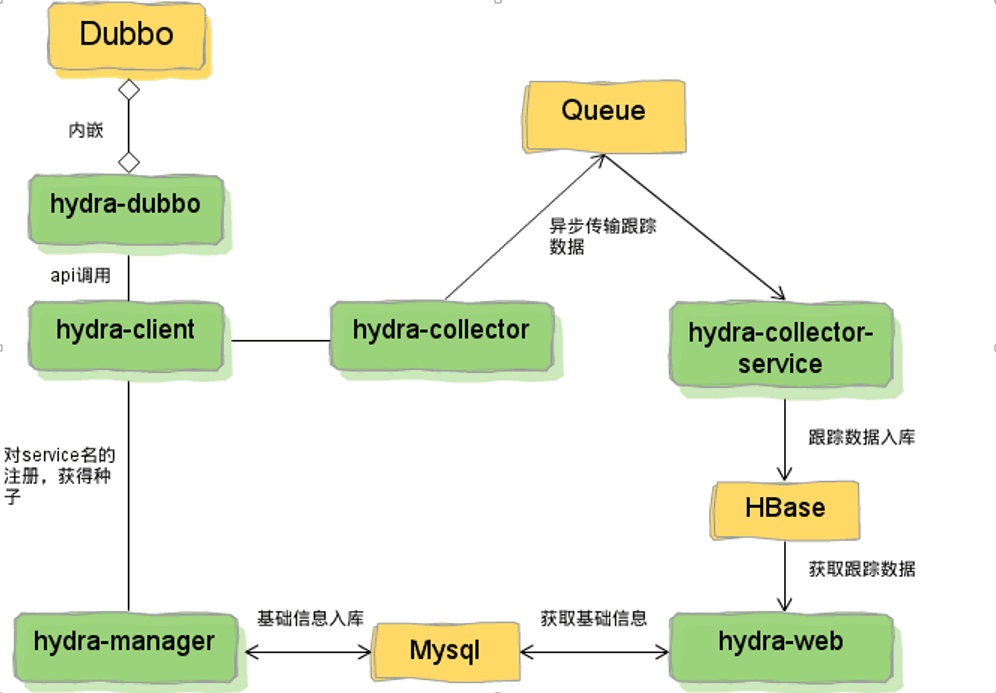 Dubbo
内嵌
Queue
hydra-dubbo
异步传输跟踪
数据
api调用
hydra-client
hydra-collector
hydra-collector-
service
对service名的
注册，获得种
子
跟踪数据入库
HBase
获取跟踪数据
hydra-manager
基础信息入库
Mysql
获取基础信息
hydra-web